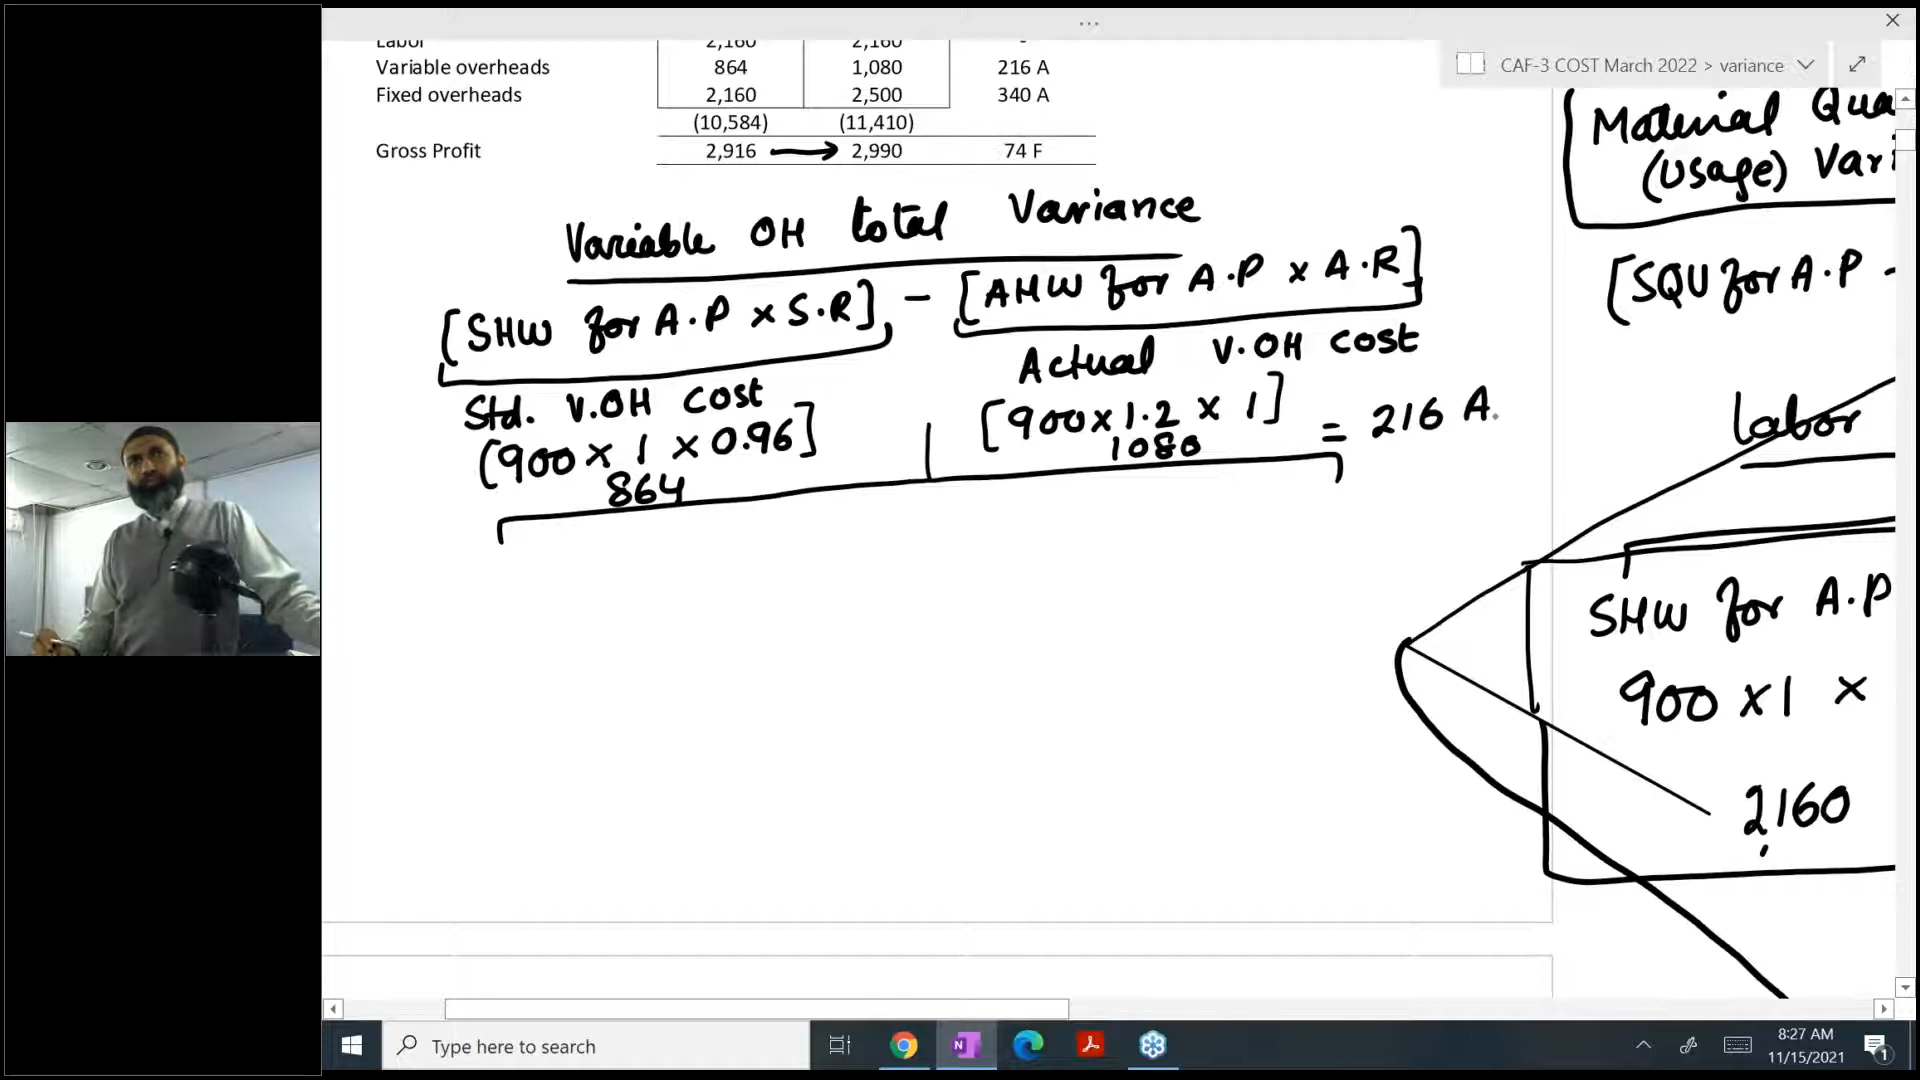 CAF-3 COST March 2022 > variance
Labor 2,160 2,160 -
Variable overheads 864 1,080 216 A
Fixed overheads 2,160 2,500 340 A
(10,584) (11,410)
Gross Profit 2,916 2,990 74 F
Variable OH total Variance
[SHW for A.P x S.R] - [AHW for A.P x A.R]
Std. V.OH cost
Actual V.OH cost
(900 x 1 x 0.96]
864
[900 x 1.2 x 1] = 216 A.
1080
Material Qua
(Usage) Vari
[SQU for A.P -
labor
SHW for A.P
900 x 1 x
2160
Type here to search
8:27 AM
11/15/2021
1